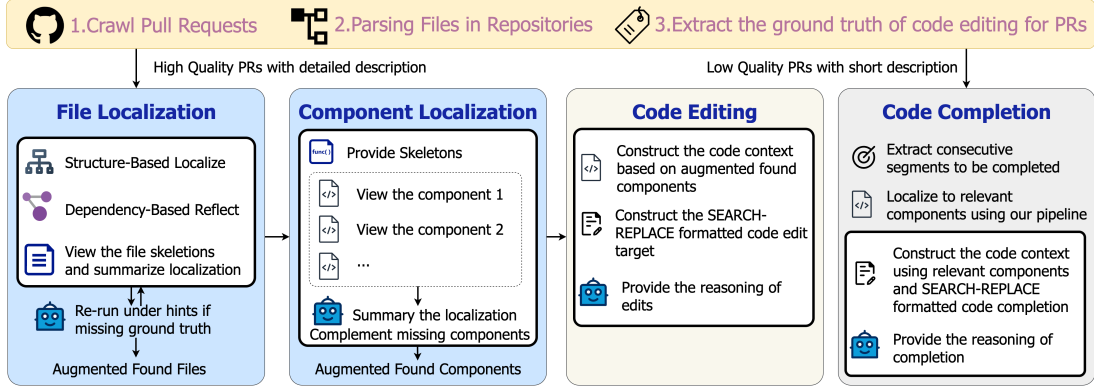 1.Crawl Pull Requests
2.Parsing Files in Repositories
3.Extract the ground truth of code editing for PRs
High Quality PRs with detailed description
Low Quality PRs with short description
File Localization
Structure-Based Localize
Dependency-Based Reflect
View the file skeletons
and summarize localization
Re-run under hints if
missing ground truth
Augmented Found Files
Component Localization
func()
Provide Skeletons
</>
View the component 1
</>
View the component 2
</>
...
Summary the localization
Complement missing components
Augmented Found Components
Code Editing
</>
Construct the code context
based on augmented found
components
Construct the SEARCH-
REPLACE formatted code edit
target
Provide the reasoning of
edits
Code Completion
Extract consecutive
segments to be completed
</>
Localize to relevant
components using our pipeline
Construct the code context
using relevant components
and SEARCH-REPLACE
formatted code completion
Provide the reasoning of
completion